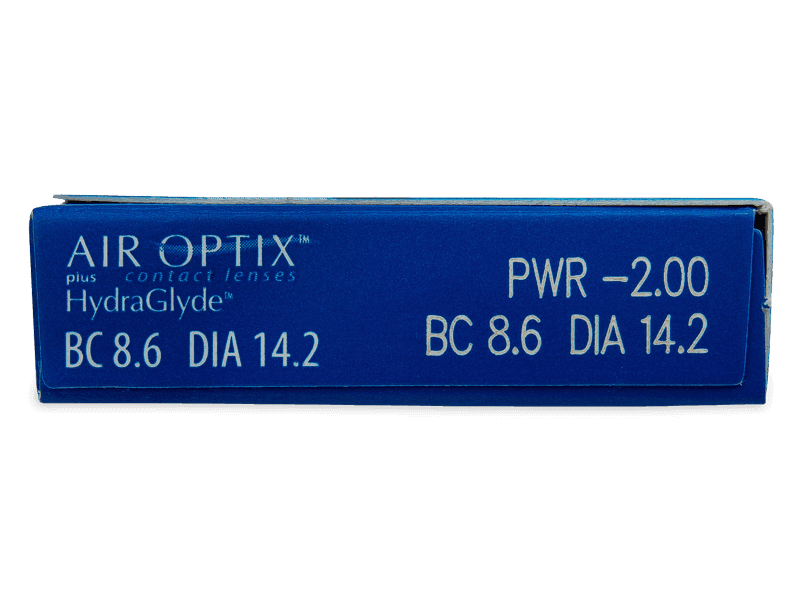 AIR OPTIX™
plus contact lenses
HydraGlyde™
BC 8.6 DIA 14.2
PWR –2.00
BC 8.6 DIA 14.2